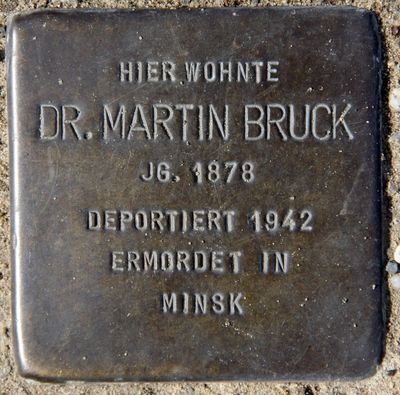 HIER WOHNTE
DR. MARTIN BRUCK
JG. 1878
DEPORTIERT 1942
ERMORDET IN
MINSK